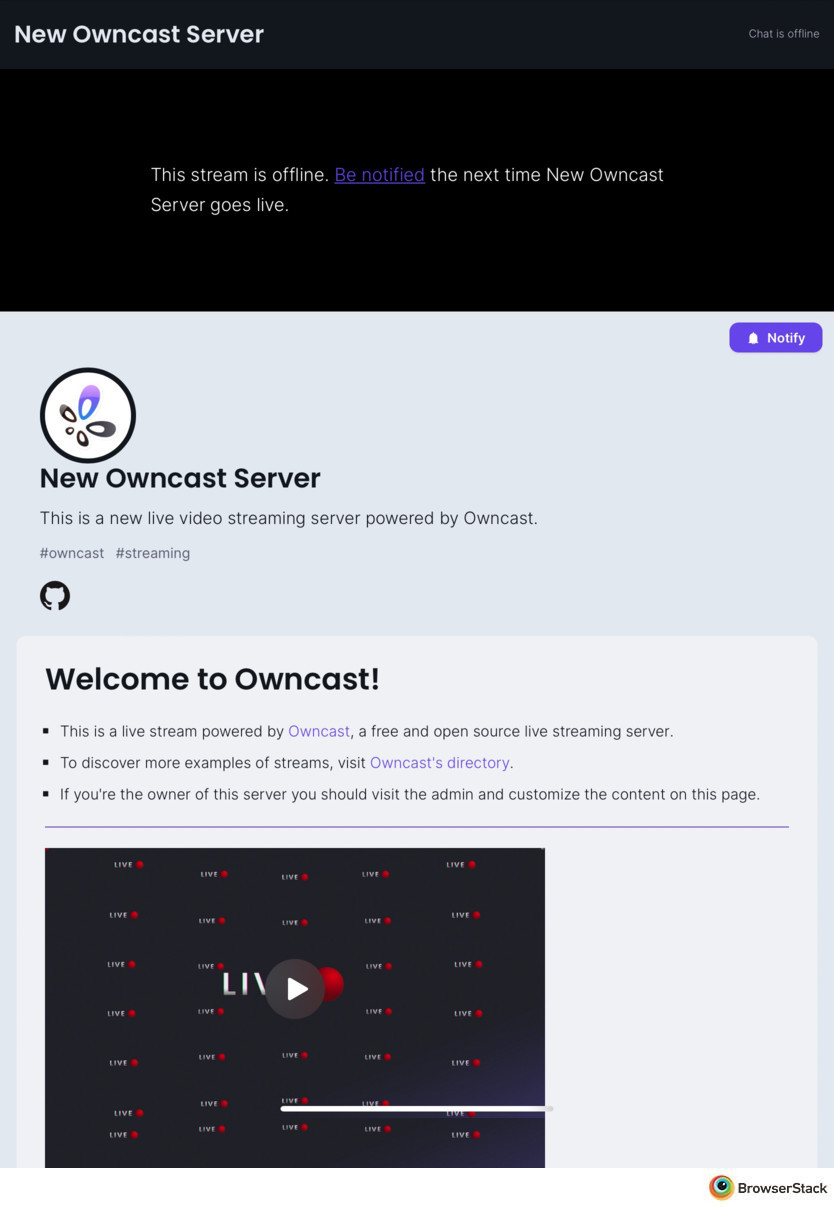 New Owncast Server
Chat is offline
This stream is offline. Be notified the next time New Owncast
Server goes live.
Notify
New Owncast Server
This is a new live video streaming server powered by Owncast.
#owncast #streaming
Welcome to Owncast!
This is a live stream powered by Owncast, a free and open source live streaming server.
To discover more examples of streams, visit Owncast's directory.
If you're the owner of this server you should visit the admin and customize the content on this page.
LIVE LIVE LIVE LIVE LIVE
LIVE LIVE LIVE LIVE LIVE
LIVE LIVE LIVE LIVE
LIV
LIVE LIVE LIVE LIVE
LIVE LIVE LIVE LIVE LIVE
LIVE LIVE LIVE LIVE LIVE
LIVE LIVE LIVE LIVE LIVE
BrowserStack